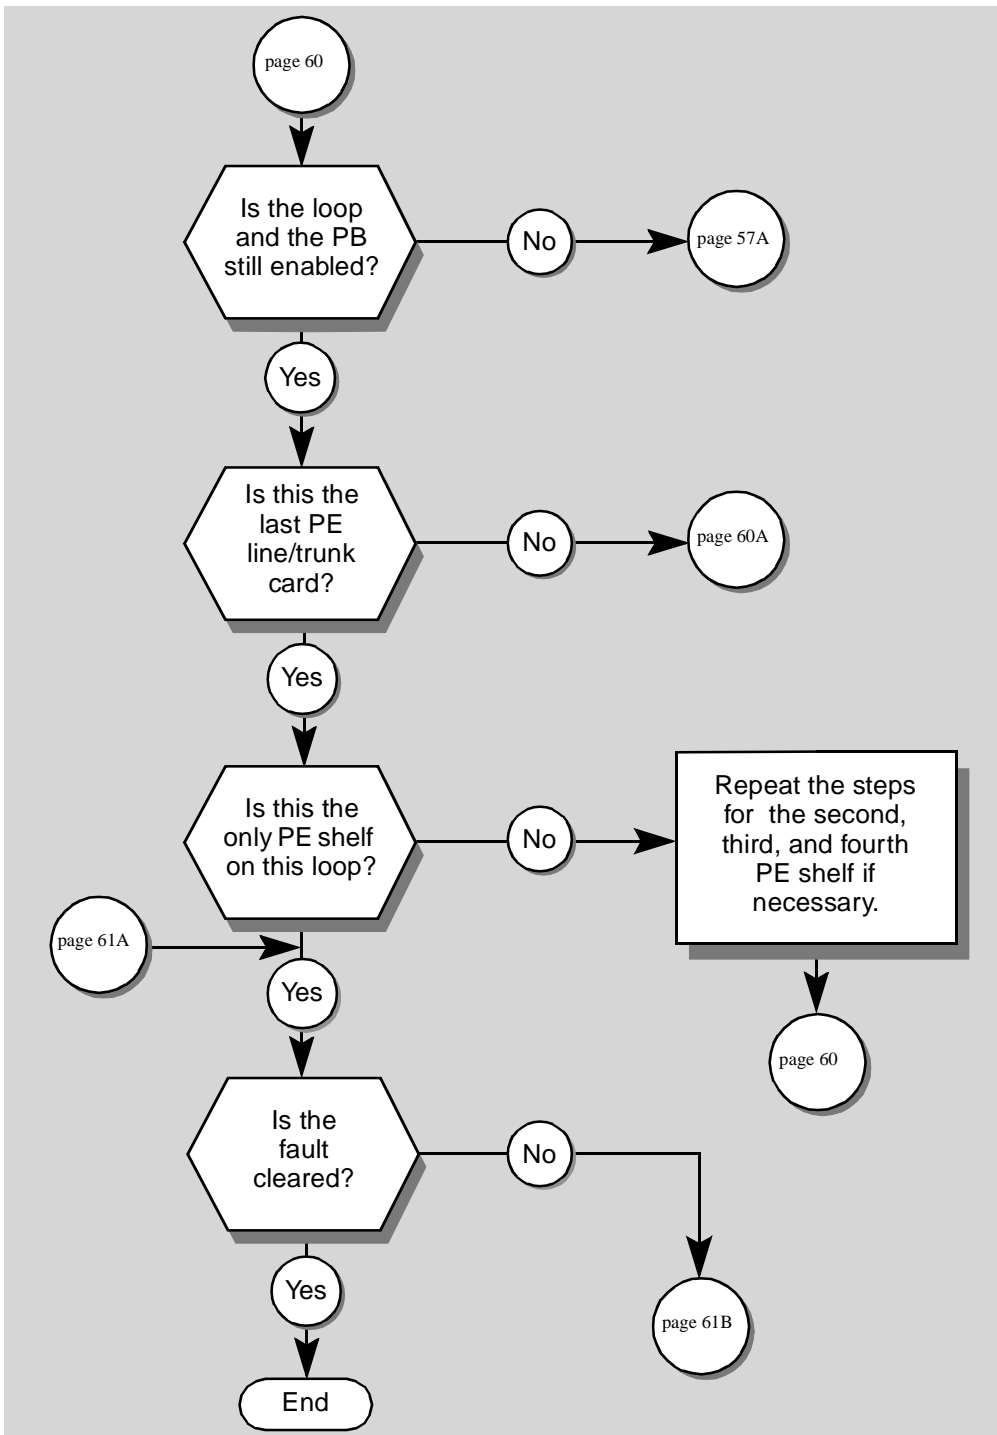 page 60
Is the loop
and the PB
still enabled?
No
page 57A
Yes
Is this the
last PE
line/trunk
card?
No
page 60A
Yes
Is this the
only PE shelf
on this loop?
No
Repeat the steps
for the second,
third, and fourth
PE shelf if
necessary.
page 61A
Yes
page 60
Is the
fault
cleared?
No
Yes
page 61B
End